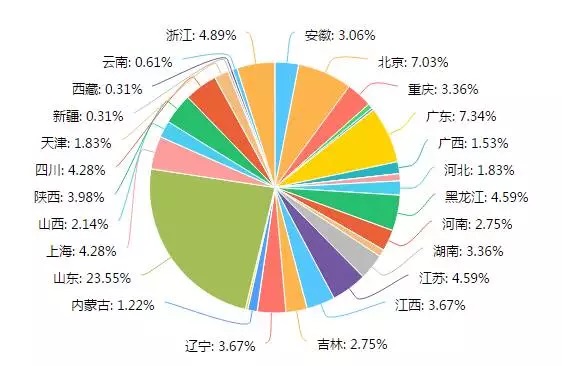 浙江: 4.89%
安徽: 3.06%
云南: 0.61%
北京: 7.03%
西藏: 0.31%
重庆: 3.36%
新疆: 0.31%
广东: 7.34%
天津: 1.83%
广西: 1.53%
四川: 4.28%
河北: 1.83%
陕西: 3.98%
黑龙江: 4.59%
山西: 2.14%
河南: 2.75%
上海: 4.28%
湖南: 3.36%
山东: 23.55%
江苏: 4.59%
内蒙古: 1.22%
江西: 3.67%
辽宁: 3.67%
吉林: 2.75%